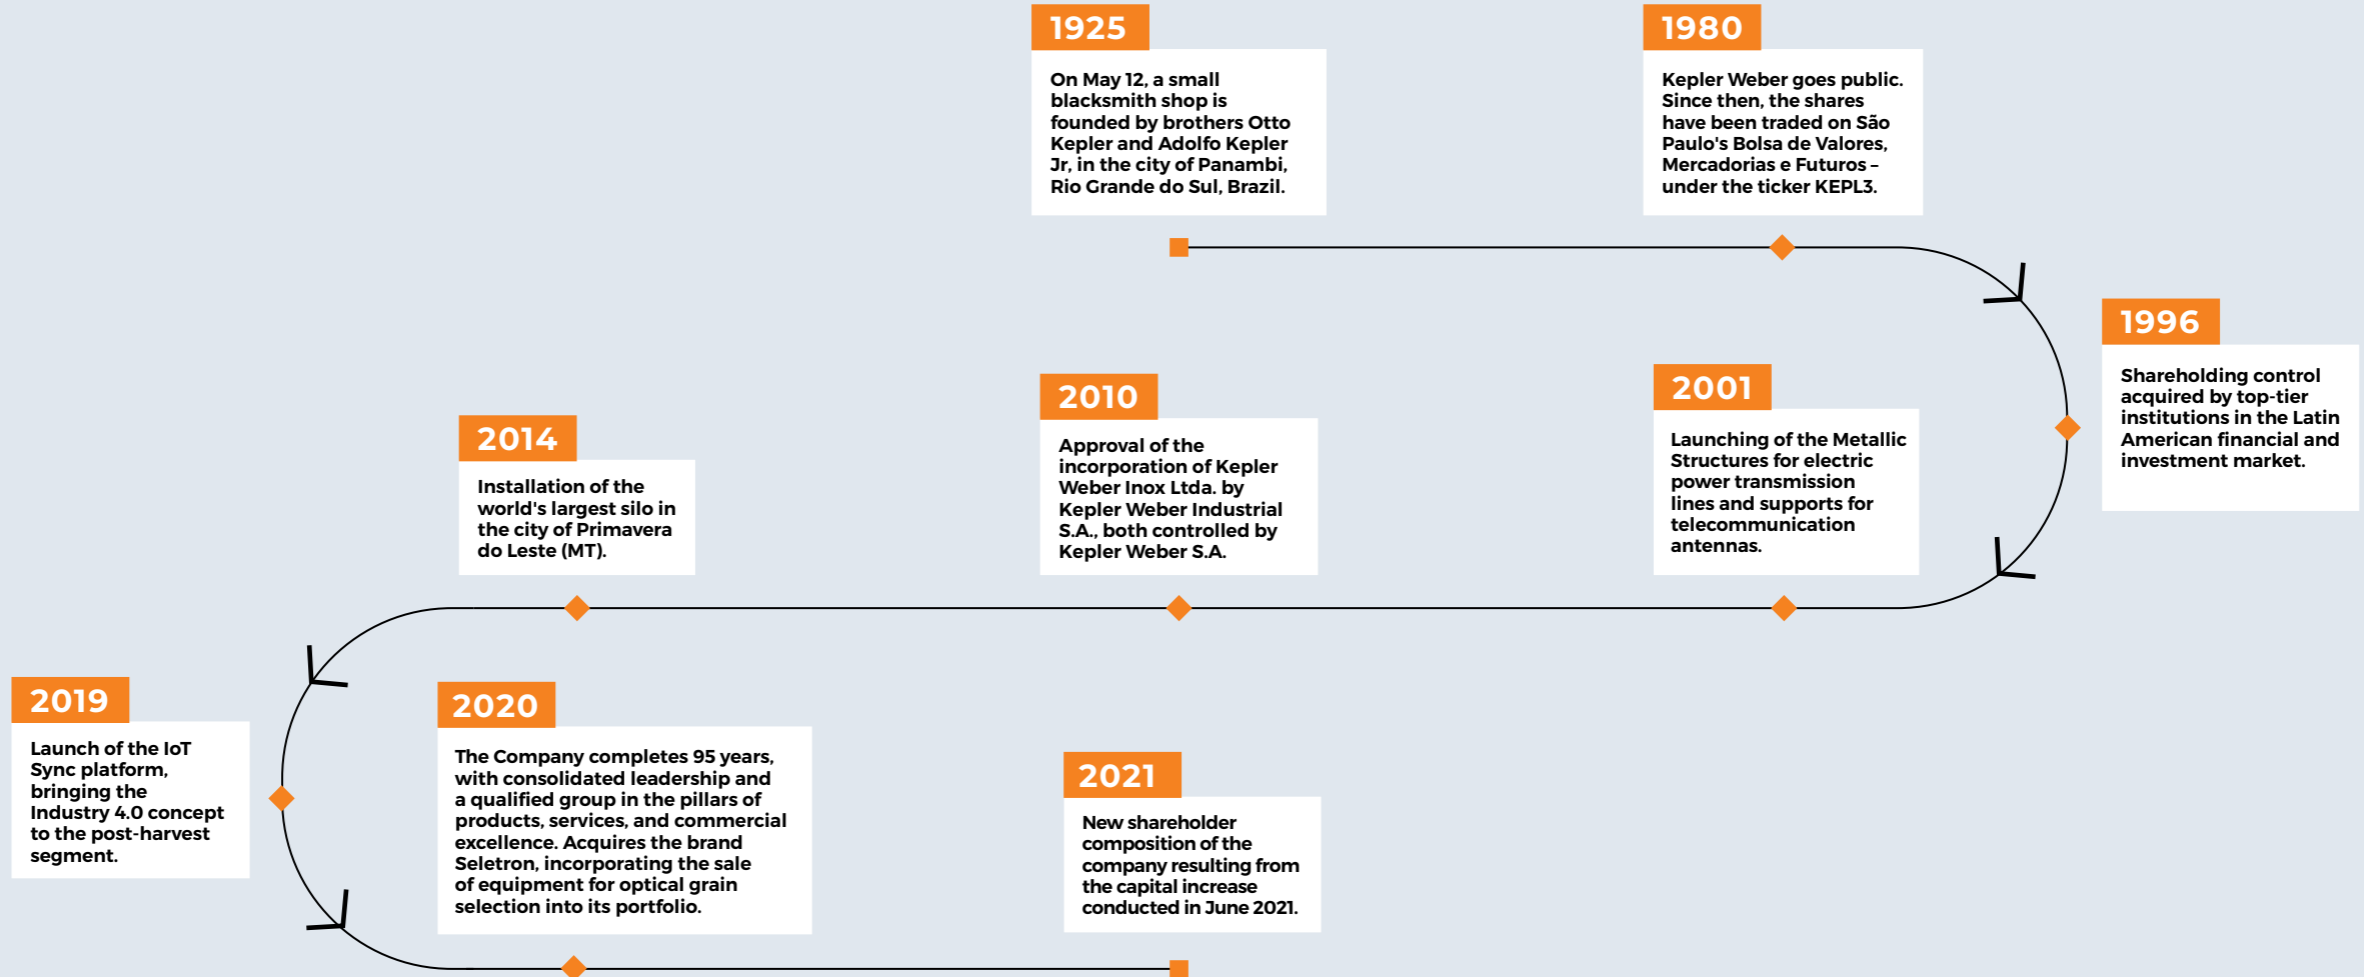 1925
On May 12, a small
blacksmith shop is
founded by brothers Otto
Kepler and Adolfo Kepler
Jr, in the city of Panambi,
Rio Grande do Sul, Brazil.
1980
Kepler Weber goes public.
Since then, the shares
have been traded on São
Paulo's Bolsa de Valores,
Mercadorias e Futuros –
under the ticker KEPL3.
1996
Shareholding control
acquired by top-tier
institutions in the Latin
American financial and
investment market.
2001
Launching of the Metallic
Structures for electric
power transmission
lines and supports for
telecommunication
antennas.
2010
Approval of the
incorporation of Kepler
Weber Inox Ltda. by
Kepler Weber Industrial
S.A., both controlled by
Kepler Weber S.A.
2014
Installation of the
world's largest silo in
the city of Primavera
do Leste (MT).
2019
Launch of the IoT
Sync platform,
bringing the
Industry 4.0 concept
to the post-harvest
segment.
2020
The Company completes 95 years,
with consolidated leadership and
a qualified group in the pillars of
products, services, and commercial
excellence. Acquires the brand
Seletron, incorporating the sale
of equipment for optical grain
selection into its portfolio.
2021
New shareholder
composition of the
company resulting from
the capital increase
conducted in June 2021.